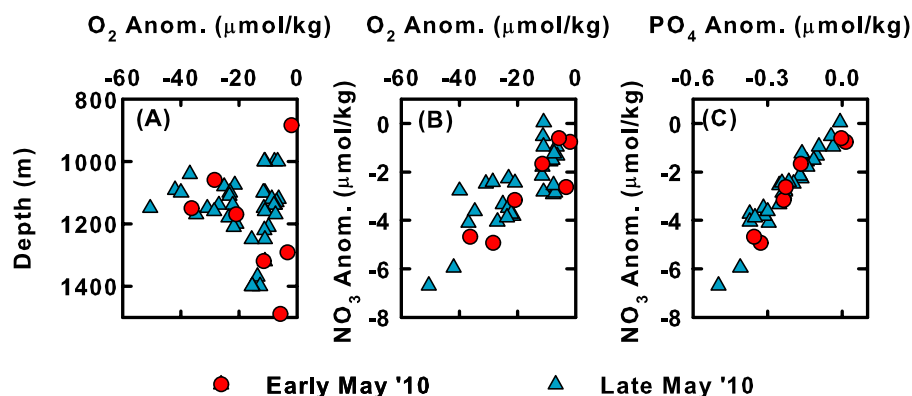 O2 Anom. (μmol/kg) O2 Anom. (μmol/kg) PO4 Anom. (μmol/kg)
-60 -40 -20 0 -60 -40 -20 0 -0.6 -0.3 0.0
800 (A) 0 (B) 0 (C)
1000 -2 -2
1200 -4 -4
1400 -6 -6
-8 -8
Depth (m)
NO3 Anom. (μmol/kg)
NO3 Anom. (μmol/kg)
Early May '10 Late May '10